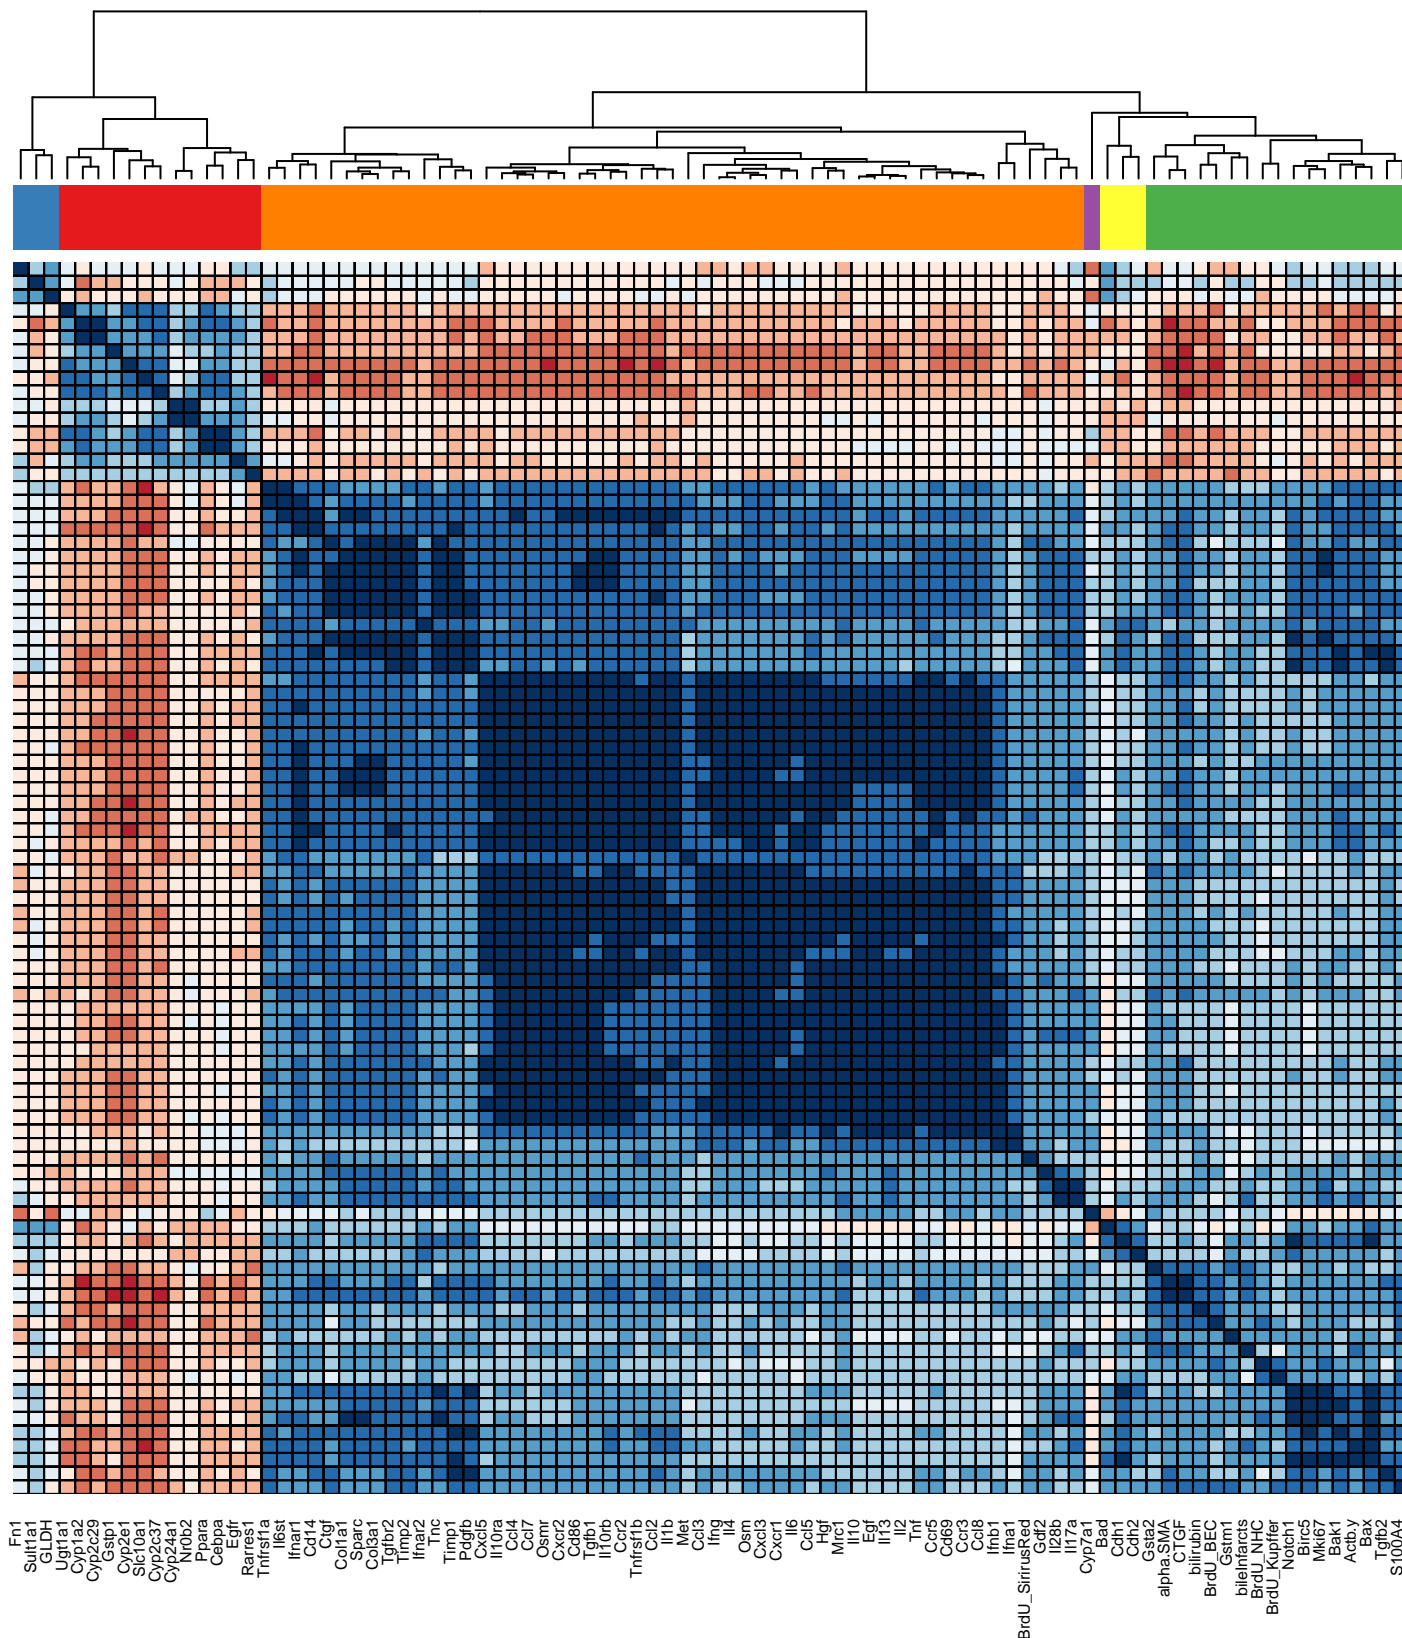 Fn1
Sult1a1
GLDH
Ugt1a1
Cyp1a2
Cyp2c29
Gstp1
Cyp2e1
Slc10a1
Cyp2c37
Cyp24a1
Nr0b2
Ppara
Cebpa
Egfr
Rarres1
Tnfrsf1a
Il6st
Ifnar1
Cd14
Ctgf
Col1a1
Sparc
Col3a1
Tgfbr2
Timp2
Ifnar2
Tnc
Timp1
Pdgfb
Cxcl5
Il10ra
Ccl4
Ccl7
Osmr
Cxcr2
Cd86
Tgfb1
Il10rb
Ccr2
Tnfrsf1b
Ccl2
Il1b
Met
Ccl3
Ifng
Il4
Osm
Cxcl3
Cxcr1
Il6
Ccl5
Hgf
Mrc1
Il10
Egf
Il13
Il2
Tnf
Ccr5
Cd69
Ccr3
Ccl8
Ifnb1
Ifna1
BrdU_SirirusRed
Gdf2
Il28b
Il17a
Cyp7a1
Bad
Cdh1
Cdh2
Gsta2
alpha.SMA
CTGF
bilirubin
BrdU_BEC
Gstm1
bileInfarcts
BrdU_NHC
BrdU_Kupffer
Notch1
Birc5
Mki67
Bak1
Actb.y
Bax
Tgfb2
S100A4